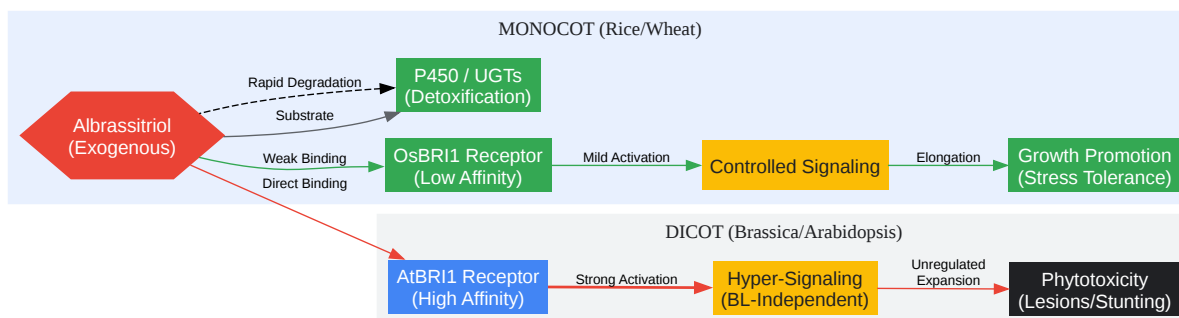 MONOCOT (Rice/Wheat)
Albrassitriol
(Exogenous)
Rapid Degradation
P450 / UGTs
(Detoxification)
Substrate
Weak Binding
OsBRI1 Receptor
(Low Affinity)
Mild Activation
Controlled Signaling
Elongation
Growth Promotion
(Stress Tolerance)
Direct Binding
DICOT (Brassica/Arabidopsis)
AtBRI1 Receptor
(High Affinity)
Strong Activation
Hyper-Signaling
(BL-Independent)
Unregulated
Expansion
Phytotoxicity
(Lesions/Stunting)